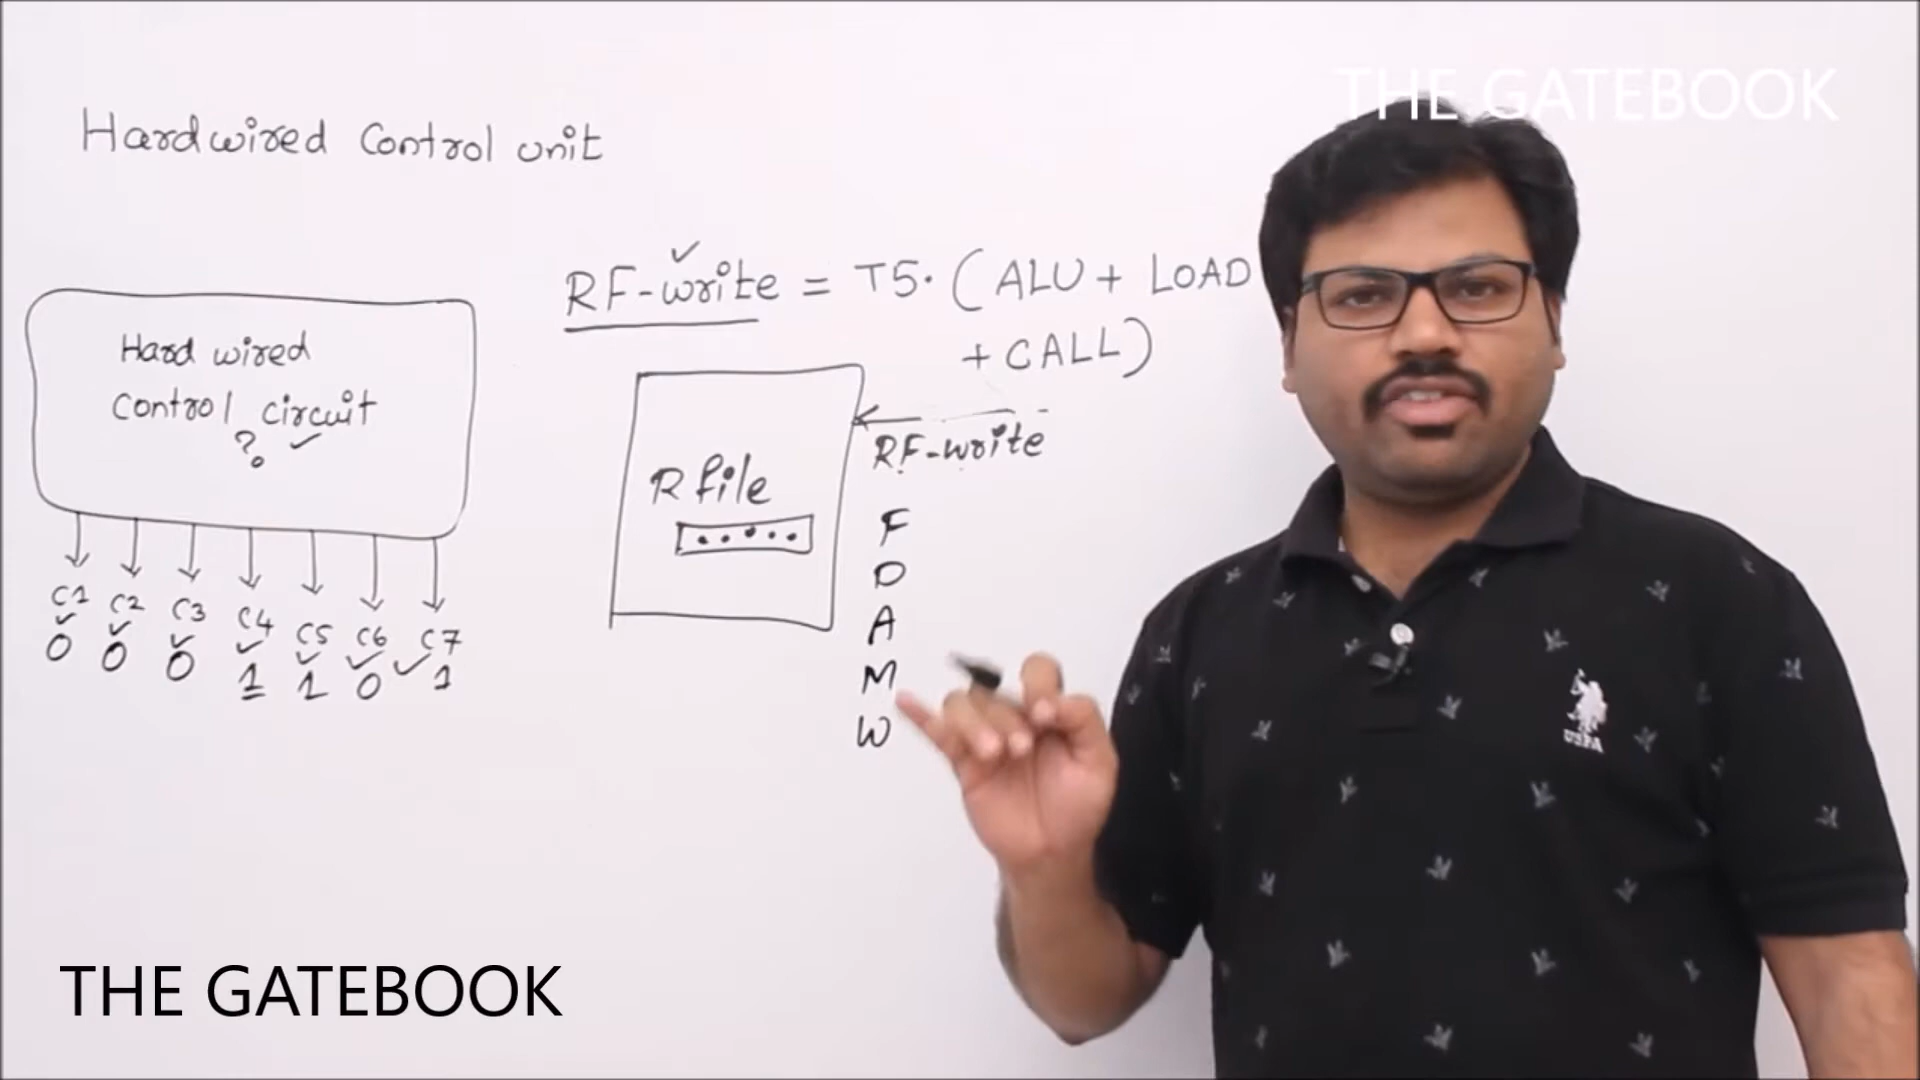 THE GATEBOOK
Hardwired Control unit
RF-write = T5. (ALU + LOAD
+ CALL)
Hard wired
Control circuit
?
RF-write
R file
F
D
A
M
W
C1 C2 C3 C4 C5 C6 C7
0 0 0 1 1 0 1
USPA
THE GATEBOOK